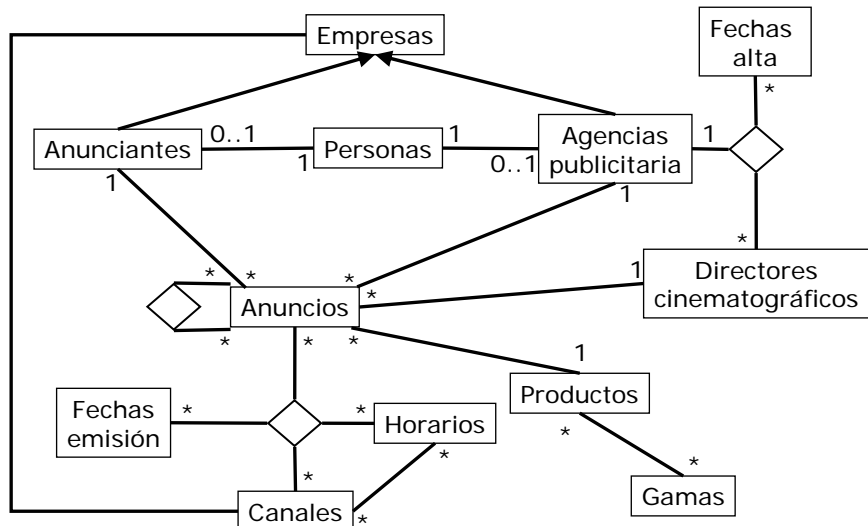 Empresas
Fechas
alta
*
Anunciantes
0..1
1
Personas
1
0..1
Agencias
publicitaria
1
1
1
*
*
*
*
*
Anuncios
*
1
Directores
cinematográficos
*
*
*
*
1
Productos
*
*
Gamas
Fechas
emisión
*
*
Horarios
*
*
Canales
*